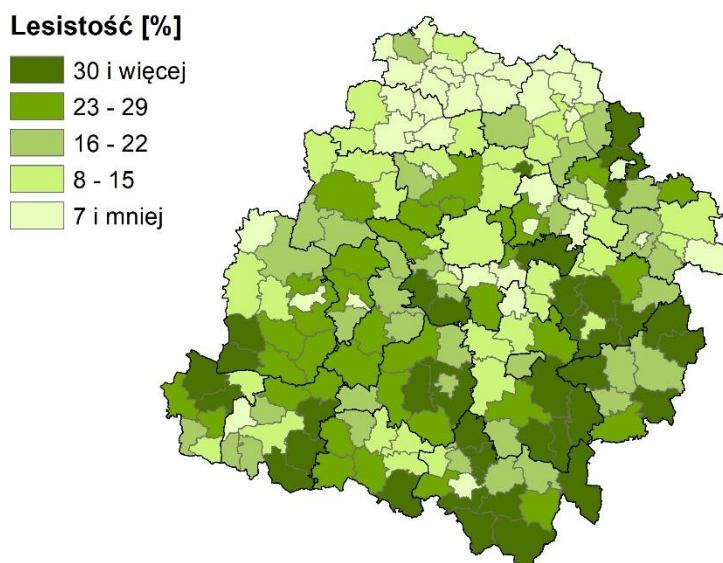 Lesistość [%]
30 i więcej
23 - 29
16 - 22
8 - 15
7 i mniej